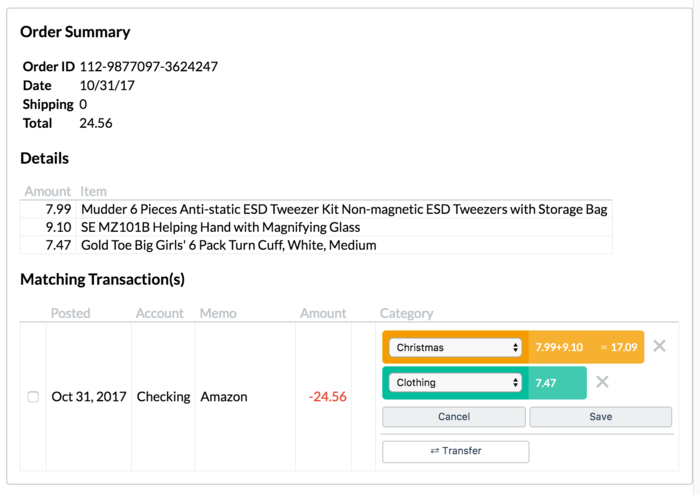 Order Summary
Order ID 112-9877097-3624247
Date 10/31/17
Shipping 0
Total 24.56
Details
Amount Item
7.99 Mudder 6 Pieces Anti-static ESD Tweezer Kit Non-magnetic ESD Tweezers with Storage Bag
9.10 SE MZ101B Helping Hand with Magnifying Glass
7.47 Gold Toe Big Girls' 6 Pack Turn Cuff, White, Medium
Matching Transaction(s)
Posted Account Memo Amount Category
Christmas 7.99+9.10 = 17.09
Clothing 7.47
Oct 31, 2017 Checking Amazon -24.56
Cancel Save
⇄ Transfer